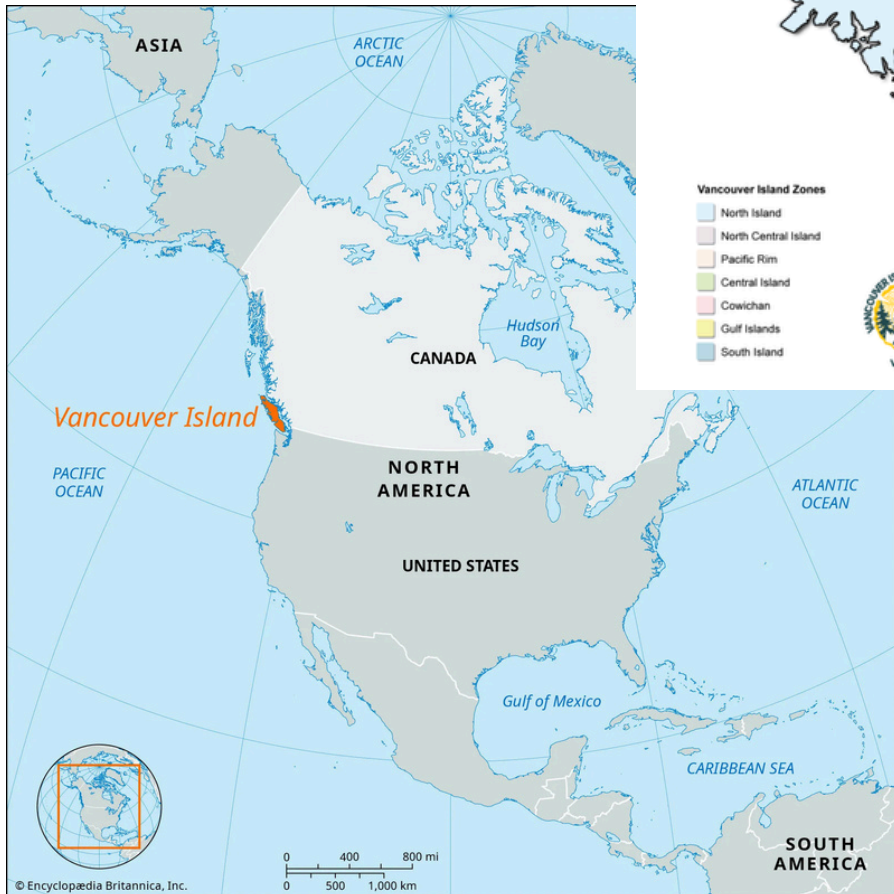 ASIA
ARCTIC
OCEAN
Vancouver Island Zones
North Island
North Central Island
Pacific Rim
Central Island
Cowichan
Gulf Islands
South Island
VANCOUVER
Hudson
Bay
CANADA
Vancouver Island
PACIFIC
OCEAN
NORTH
AMERICA
ATLANTIC
OCEAN
UNITED STATES
Gulf of Mexico
CARIBBEAN SEA
SOUTH
AMERICA
0 400 800 mi
0 500 1,000 km
© Encyclopædia Britannica, Inc.